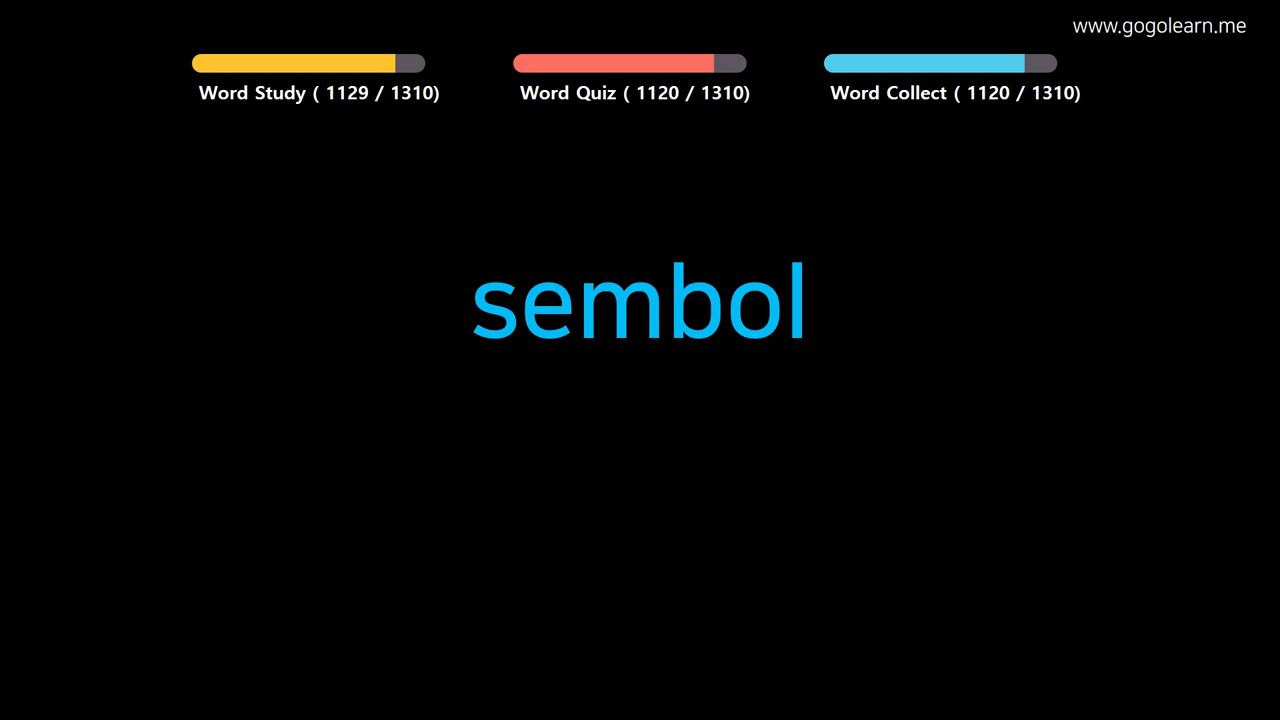 www.gogolearn.me
Word Study ( 1129 / 1310)
Word Quiz ( 1120 / 1310)
Word Collect ( 1120 / 1310)
sembol